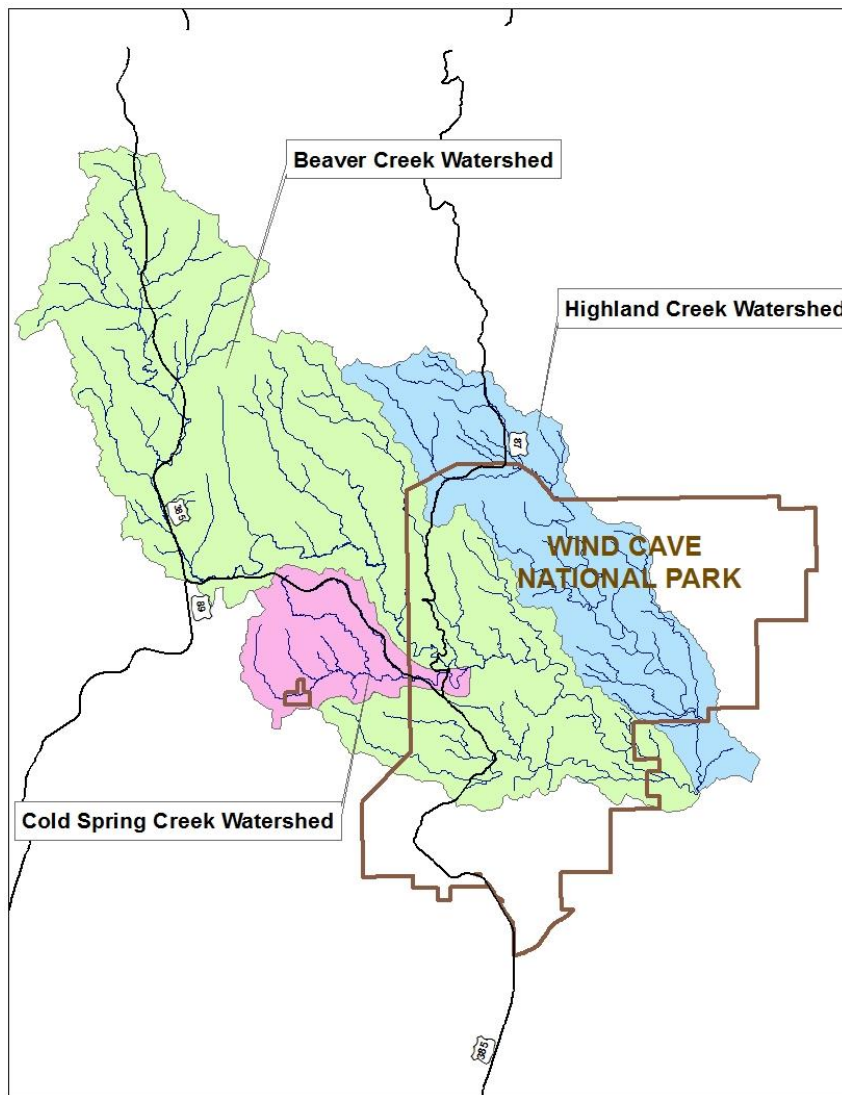 Beaver Creek Watershed
Highland Creek Watershed
87
385
WIND CAVE
NATIONAL PARK
89
Cold Spring Creek Watershed
385